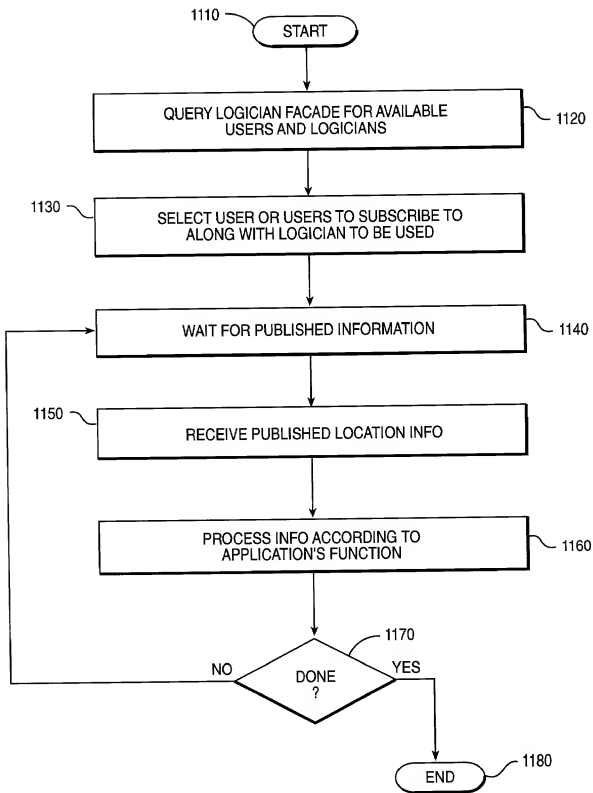 1110
START
QUERY LOGICIAN FACADE FOR AVAILABLE
USERS AND LOGICIANS
1120
1130
SELECT USER OR USERS TO SUBSCRIBE TO
ALONG WITH LOGICIAN TO BE USED
WAIT FOR PUBLISHED INFORMATION
1140
1150
RECEIVE PUBLISHED LOCATION INFO
PROCESS INFO ACCORDING TO
APPLICATION'S FUNCTION
1160
1170
NO
DONE
?
YES
END
1180